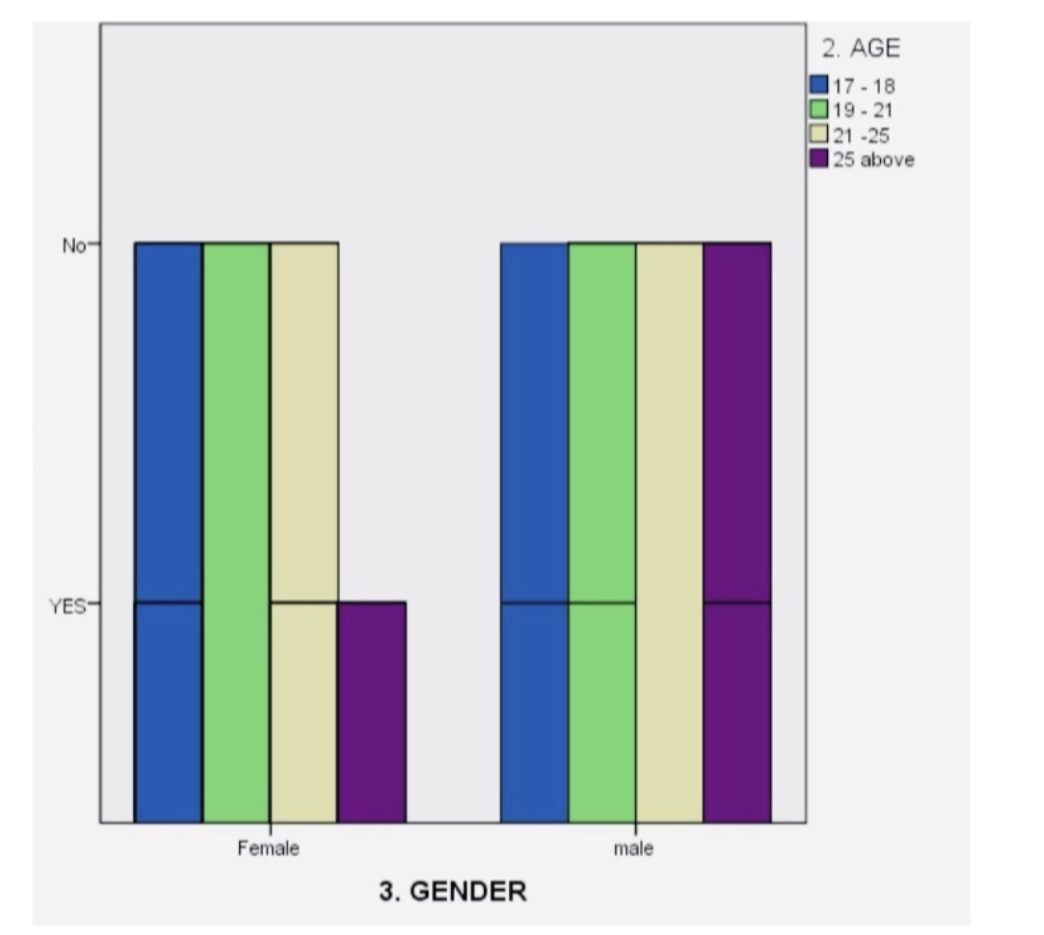 2. AGE
17 - 18
19 - 21
21 -25
25 above
No
YES
Female
male
3. GENDER